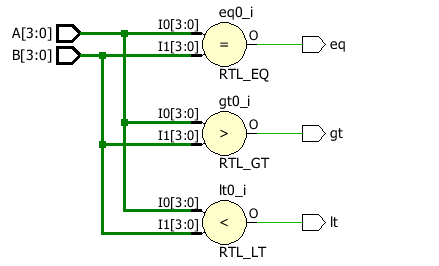 eq0_i
A[3:0]
I0[3:0]
O
B[3:0]
I1[3:0]
=
eq
RTL_EQ
gt0_i
I0[3:0]
O
I1[3:0]
>
gt
RTL_GT
lt0_i
I0[3:0]
O
I1[3:0]
<
lt
RTL_LT